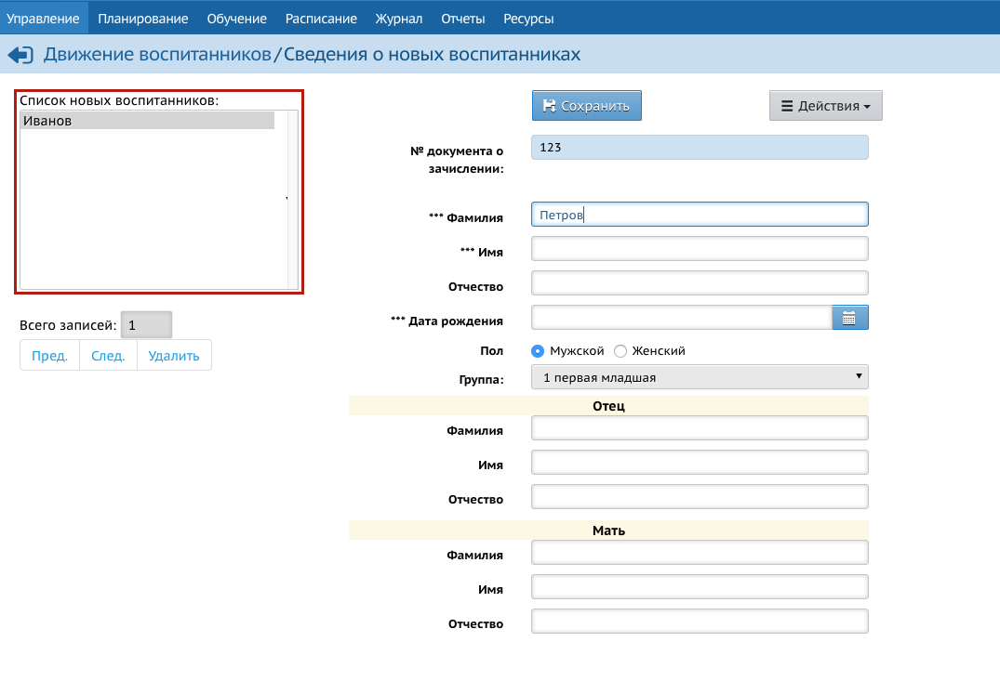 Управление Планирование Обучение Расписание Журнал Отчеты Ресурсы
Движение воспитанников/Сведения о новых воспитанниках
Список новых воспитанников:
Иванов
Всего записей: 1
Пред. След. Удалить
Сохранить Действия
№ документа о
зачислении:
123
*** Фамилия Петров
*** Имя
Отчество
*** Дата рождения
Пол Мужской Женский
Группа: 1 первая младшая
Отец
Фамилия
Имя
Отчество
Мать
Фамилия
Имя
Отчество